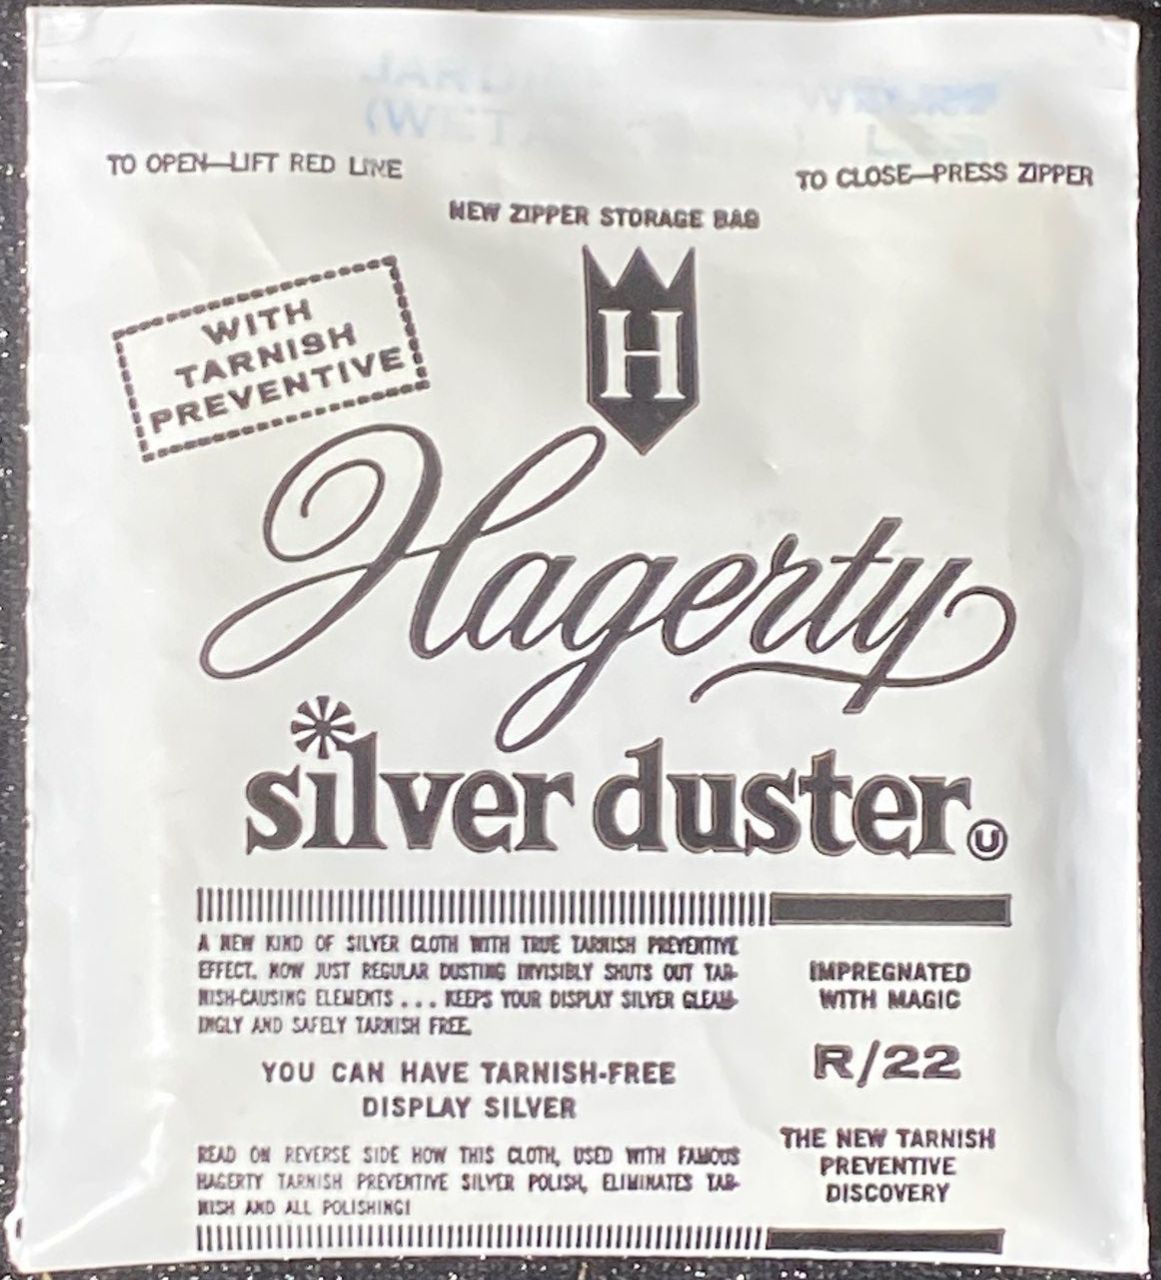 TO OPEN—LIFT RED LINE
TO CLOSE—PRESS ZIPPER
NEW ZIPPER STORAGE BAG
WITH
TARNISH
PREVENTIVE
H
Hagerty
silver duster U
A NEW KIND OF SILVER CLOTH WITH TRUE TARNISH PREVENTIVE
EFFECT. NOW JUST REGULAR DUSTING INVISIBLY SHUTS OUT TAR-
NISH-CAUSING ELEMENTS . . . KEEPS YOUR DISPLAY SILVER GLEAM-
INGLY AND SAFELY TARNISH FREE.
YOU CAN HAVE TARNISH-FREE
DISPLAY SILVER
READ ON REVERSE SIDE HOW THIS CLOTH, USED WITH FAMOUS
HAGERTY TARNISH PREVENTIVE SILVER POLISH, ELIMINATES TAR-
NISH AND ALL POLISHING!
IMPREGNATED
WITH MAGIC
R/22
THE NEW TARNISH
PREVENTIVE
DISCOVERY